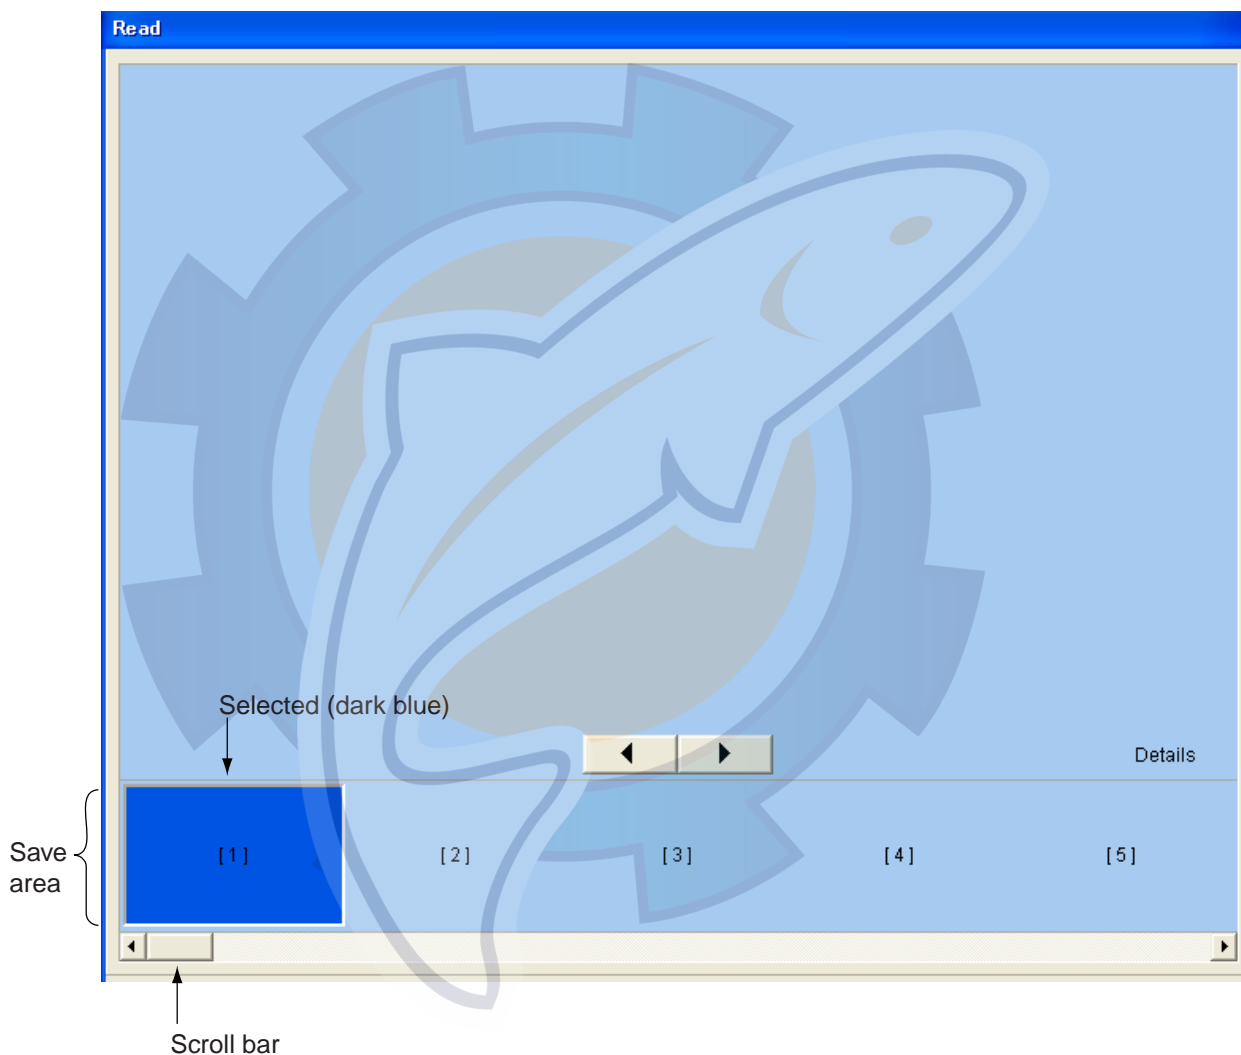 Read
Selected (dark blue)
Details
Save
area
[ 1 ] [ 2 ] [ 3 ] [ 4 ] [ 5 ]
Scroll bar